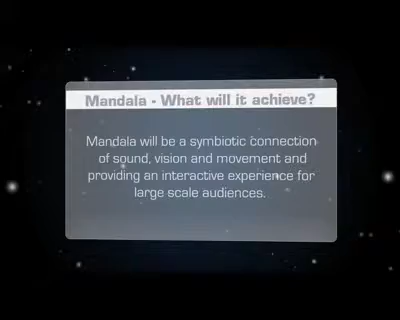 Mandala - What will it achieve?
Mandala will be a symbiotic connection
of sound, vision and movement and
providing an interactive experience for
large scale audiences.